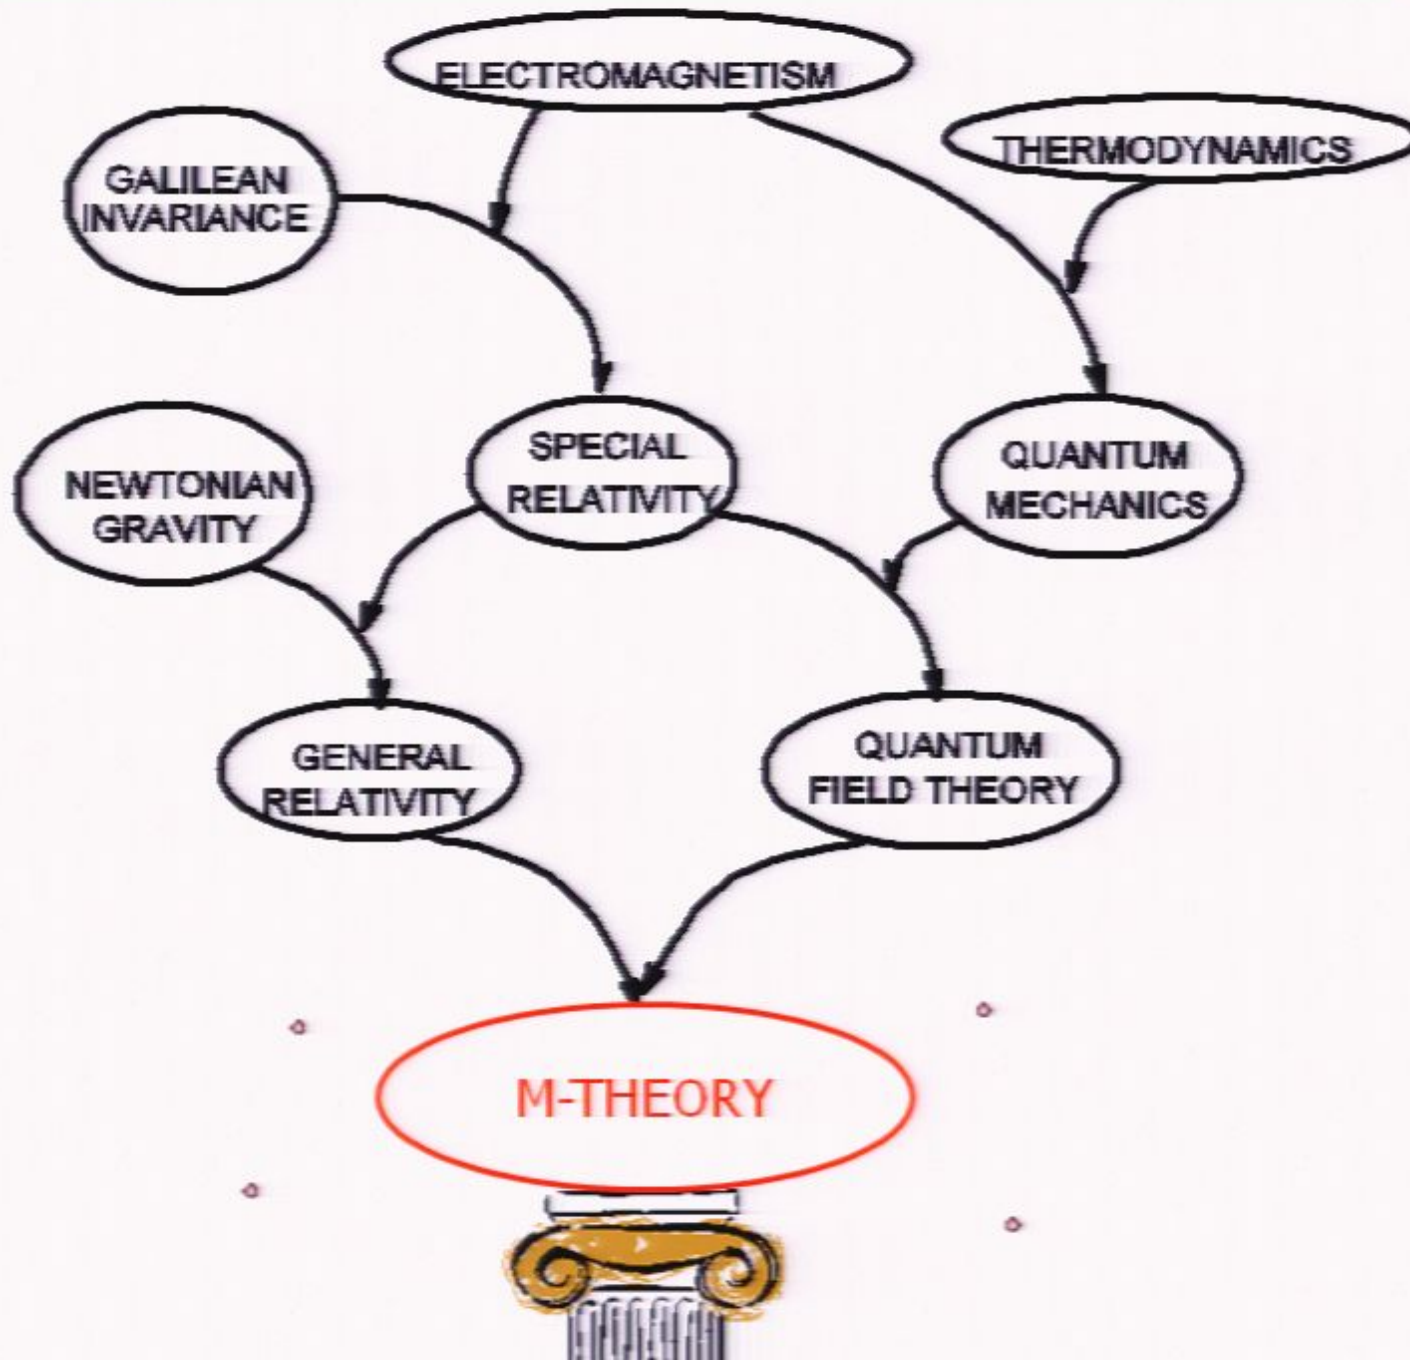 ELECTROMAGNETISM
THERMODYNAMICS
GALILEAN
INVARIANCE
SPECIAL
RELATIVITY
QUANTUM
MECHANICS
NEWTONIAN
GRAVITY
GENERAL
RELATIVITY
QUANTUM
FIELD THEORY
M-THEORY